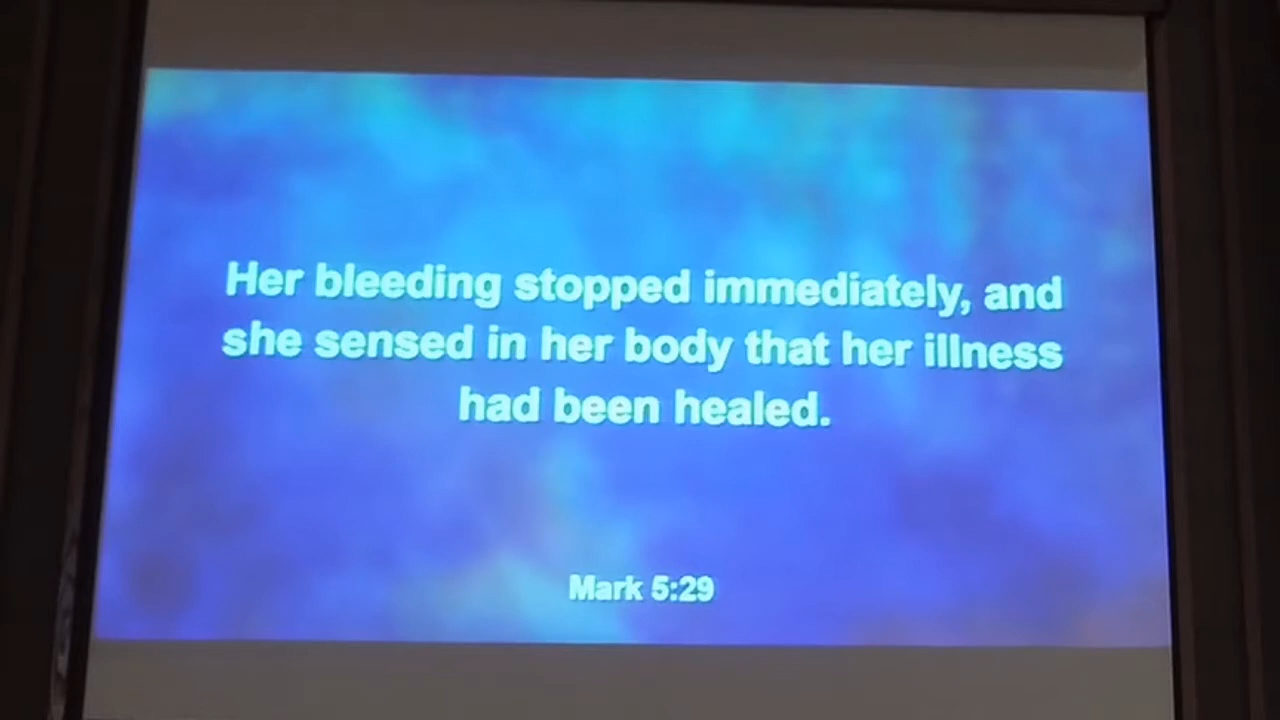 Her bleeding stopped immediately, and
she sensed in her body that her illness
had been healed.
Mark 5:29